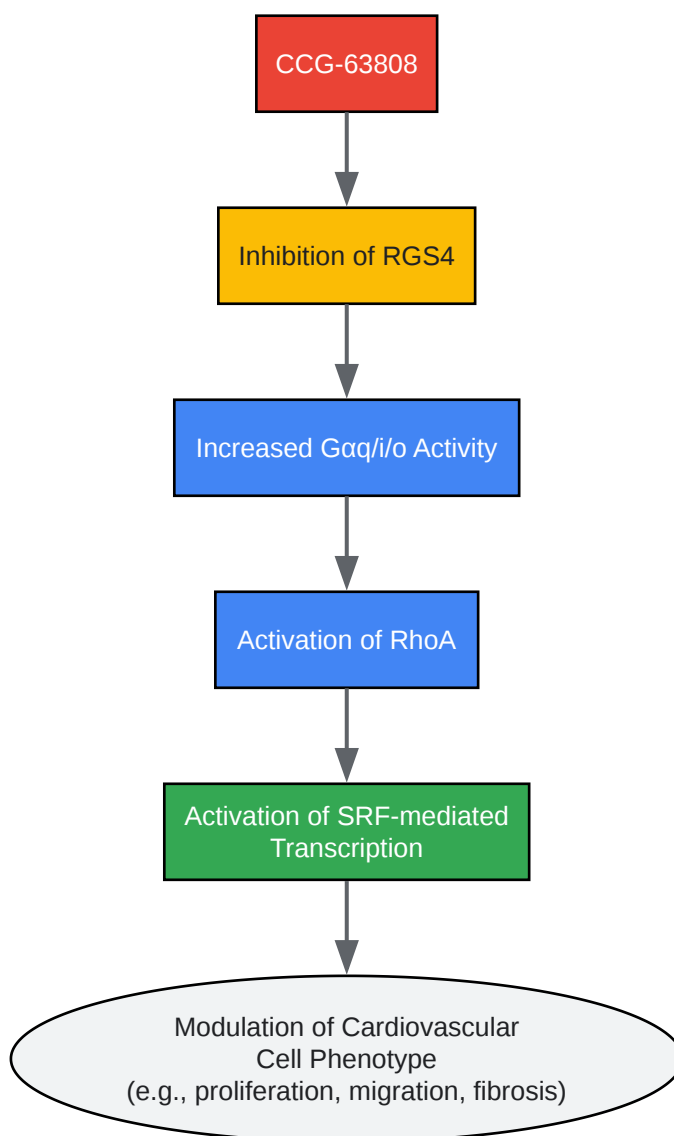 CCG-63808
Inhibition of RGS4
Increased Gαq/i/o Activity
Activation of RhoA
Activation of SRF-mediated
Transcription
Modulation of Cardiovascular
Cell Phenotype
(e.g., proliferation, migration, fibrosis)